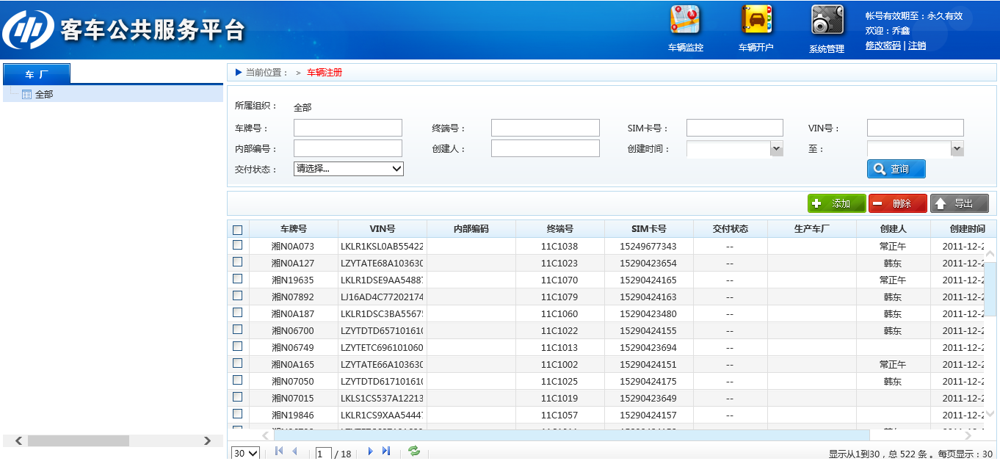 客车公共服务平台
车辆监控 车辆开户 系统管理
帐号有效期至：永久有效
欢迎：乔鑫
修改密码 | 注销
车 厂
全部
当前位置： > 车辆注册
所属组织： 全部
车牌号： 终端号： SIM卡号： VIN号：
内部编号： 创建人： 创建时间： 至：
交付状态： 请选择... 查询
添加 删除 导出
车牌号 VIN号 内部编码 终端号 SIM卡号 交付状态 生产车厂 创建人 创建时间
湘N0A073 LKLR1KSL0AB55422 11C1038 15249677343 -- 常正午 2011-12-2
湘N0A127 LZYTATE68A103630 11C1023 15290423654 -- 韩东 2011-12-2
湘N19635 LKLR1DSE9AA54887 11C1070 15290424165 -- 常正午 2011-12-2
湘N07892 LJ16AD4C77202174 11C1079 15290424163 -- 韩东 2011-12-2
湘N0A187 LKLR1DSC3BA55675 11C1060 15290423480 -- 韩东 2011-12-2
湘N06700 LZYTDTD657101610 11C1022 15290424155 -- 韩东 2011-12-2
湘N06749 LZYTETC696101060 11C1013 15290423694 -- 2011-12-2
湘N0A165 LZYTATE66A103630 11C1002 15290424151 -- 常正午 2011-12-2
湘N07050 LZYTDTD617101610 11C1025 15290424175 -- 韩东 2011-12-2
湘N07015 LKLS1CS537A12213 11C1019 15290423649 -- 2011-12-2
湘N19846 LKLR1CS9XAA54447 11C1057 15290424157 -- 2011-12-2
30 1 / 18 显示从1到30，总 522 条 。每页显示：30